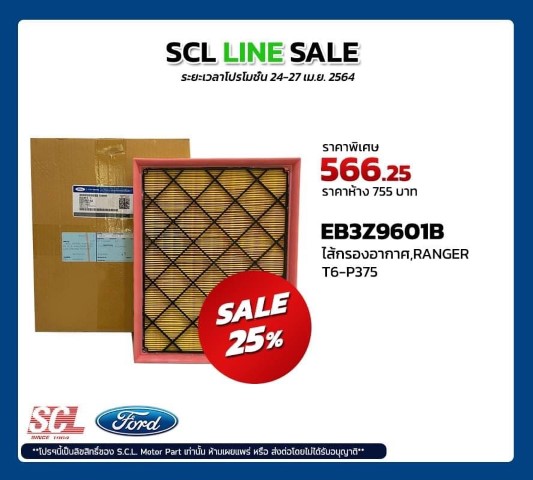 SCL LINE SALE
ระยะเวลาโปรโมชั่น 24-27 เม.ย. 2564
ราคาพิเศษ
566.25
ราคาห้าง 755 บาท
EB3Z9601B
ไส้กรองอากาศ,RANGER
T6-P375
SALE
25%
SCL
SINCE 1964
Ford
**โปรฯนี้เป็นลิขสิทธิ์ของ S.C.L. Motor Part เท่านั้น ห้ามเผยแพร่ หรือ ส่งต่อโดยไม่ได้รับอนุญาติ**